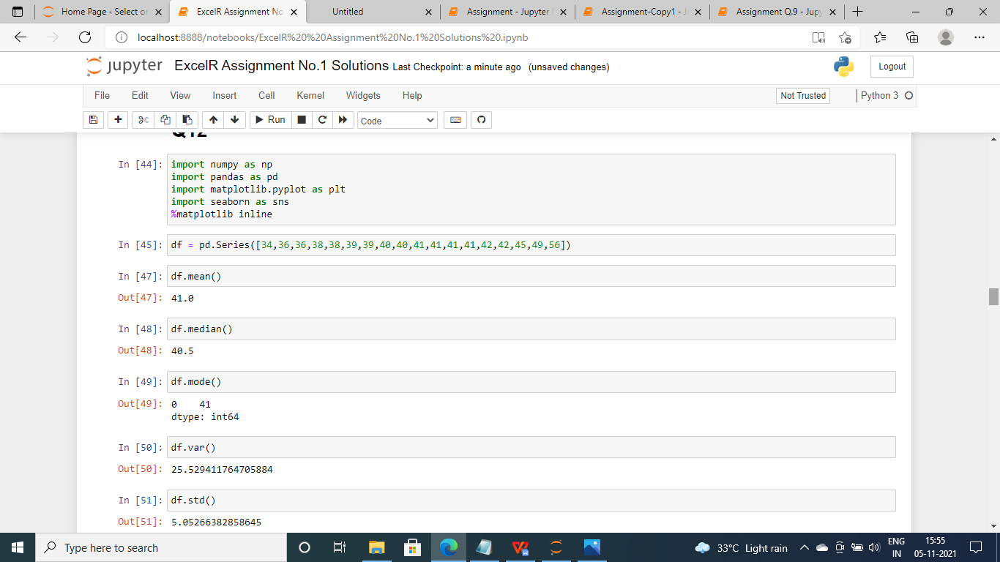 Home Page - Select or
ExcelR Assignment No
Untitled
Assignment - Jupyter
Assignment-Copy1 - J
Assignment Q.9 - Jupy
localhost:8888/notebooks/ExcelR%20%20Assignment%20No.1%20Solutions%20.ipynb
jupyter ExcelR Assignment No.1 Solutions Last Checkpoint: a minute ago (unsaved changes)
Logout
File Edit View Insert Cell Kernel Widgets Help
Not Trusted
Python 3
Run
Code
Q12
In [44]: import numpy as np
import pandas as pd
import matplotlib.pyplot as plt
import seaborn as sns
%matplotlib inline
In [45]: df = pd.Series([34,36,36,38,38,39,39,40,40,41,41,41,41,42,42,45,49,56])
In [47]: df.mean()
Out[47]: 41.0
In [48]: df.median()
Out[48]: 40.5
In [49]: df.mode()
Out[49]: 0    41
dtype: int64
In [50]: df.var()
Out[50]: 25.529411764705884
In [51]: df.std()
Out[51]: 5.05266382858645
Type here to search
33°C Light rain
ENG
IN
15:55
05-11-2021